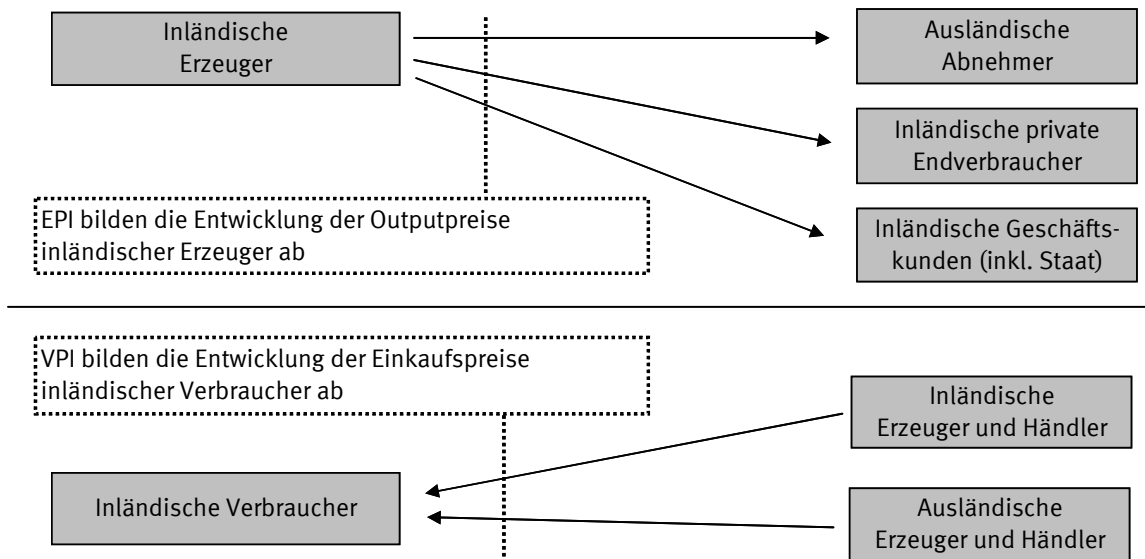 Inländische
Erzeuger
Ausländische
Abnehmer
Inländische private
Endverbraucher
EPI bilden die Entwicklung der Outputpreise
inländischer Erzeuger ab
Inländische Geschäfts-
kunden (inkl. Staat)
VPI bilden die Entwicklung der Einkaufspreise
inländischer Verbraucher ab
Inländische
Erzeuger und Händler
Inländische Verbraucher
Ausländische
Erzeuger und Händler